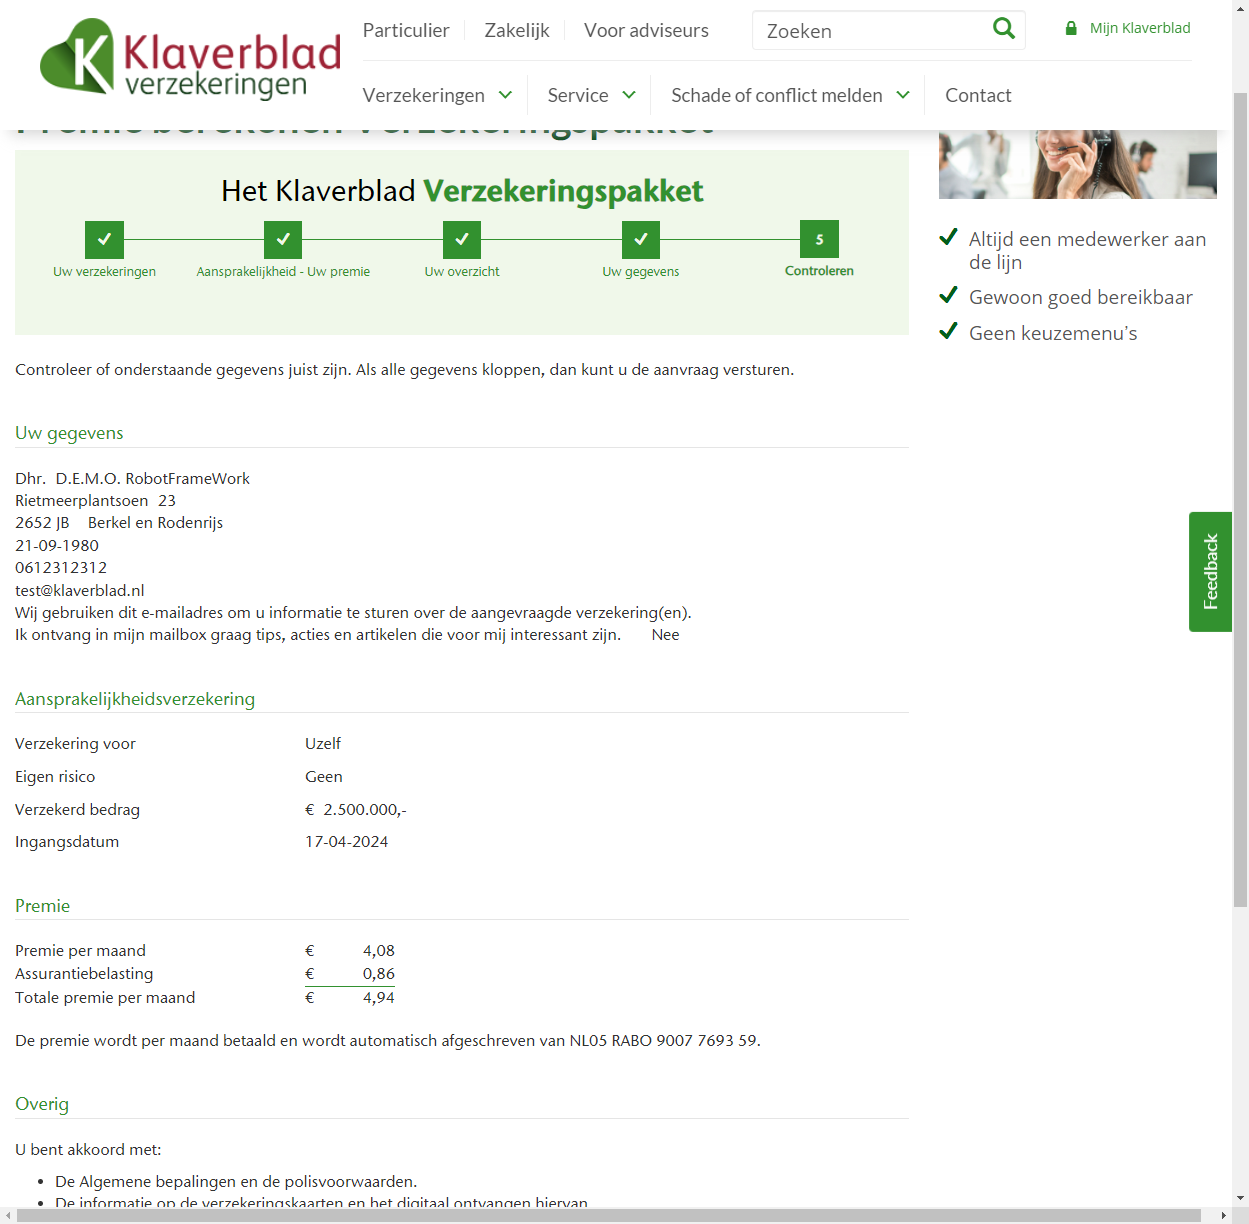 Klaverblad
verzekeringen
Particulier
Zakelijk
Voor adviseurs
Zoeken
Mijn Klaverblad
Verzekeringen
Service
Schade of conflict melden
Contact
Premie berekenen Verzekeringspakket
Het Klaverblad Verzekeringspakket
5
Uw verzekeringen
Aansprakelijkheid - Uw premie
Uw overzicht
Uw gegevens
Controleren
Altijd een medewerker aan
de lijn
Gewoon goed bereikbaar
Geen keuzemenu's
Controleer of onderstaande gegevens juist zijn. Als alle gegevens kloppen, dan kunt u de aanvraag versturen.
Uw gegevens
Dhr. D.E.M.O. RobotFrameWork
Rietmeerplantsoen 23
2652 JB Berkel en Rodenrijs
21-09-1980
0612312312
test@klaverblad.nl
Wij gebruiken dit e-mailadres om u informatie te sturen over de aangevraagde verzekering(en).
Ik ontvang in mijn mailbox graag tips, acties en artikelen die voor mij interessant zijn. Nee
Feedback
Aansprakelijkheidsverzekering
Verzekering voor Uzelf
Eigen risico Geen
Verzekerd bedrag € 2.500.000,-
Ingangsdatum 17-04-2024
Premie
Premie per maand € 4,08
Assurantiebelasting € 0,86
Totale premie per maand € 4,94
De premie wordt per maand betaald en wordt automatisch afgeschreven van NL05 RABO 9007 7693 59.
Overig
U bent akkoord met:
• De Algemene bepalingen en de polisvoorwaarden.
• De informatie op de verzekeringskaarten en het digitaal ontvangen hiervan